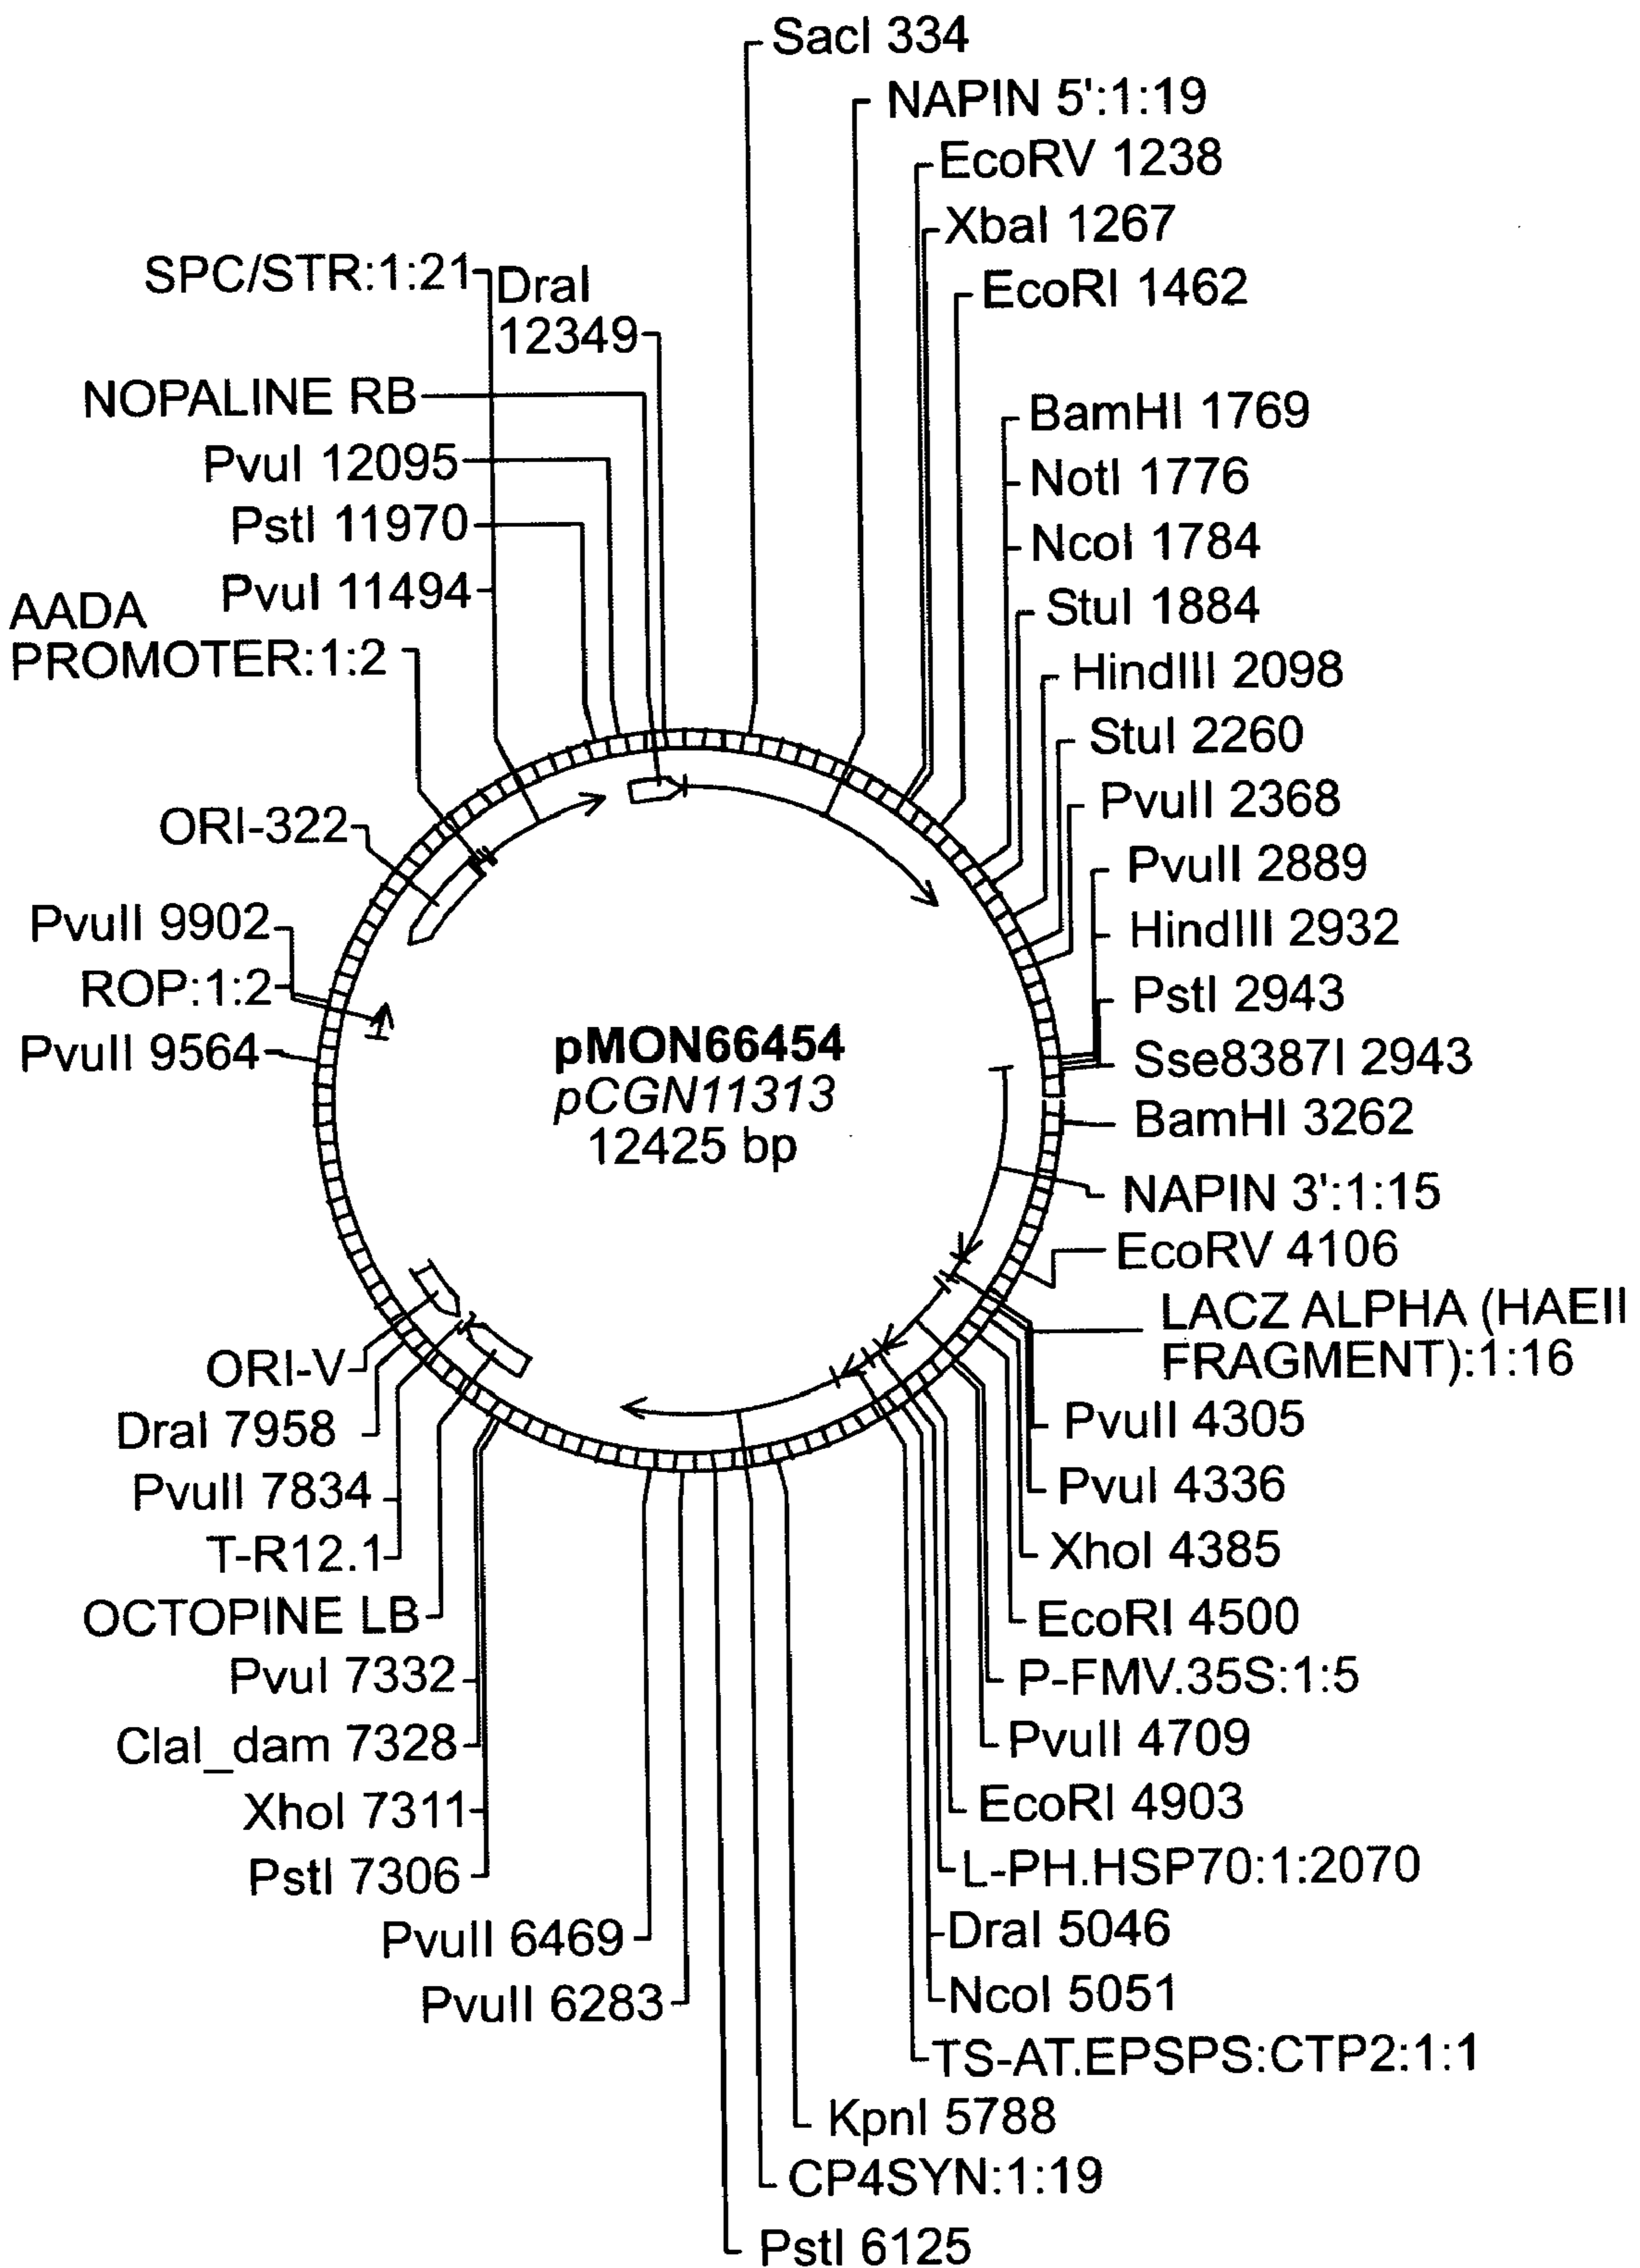 SacI 334
NAPIN 5':1:19
EcoRV 1238
XbaI 1267
EcoRI 1462
BamHI 1769
NotI 1776
NcoI 1784
StuI 1884
HindIII 2098
StuI 2260
PvuII 2368
PvuII 2889
HindIII 2932
PstI 2943
Sse8387I 2943
BamHI 3262
NAPIN 3':1:15
EcoRV 4106
LACZ ALPHA (HAEII
FRAGMENT):1:16
PvuII 4305
PvuI 4336
XhoI 4385
EcoRI 4500
P-FMV.35S:1:5
PvuII 4709
EcoRI 4903
L-PH.HSP70:1:2070
DraI 5046
NcoI 5051
TS-AT.EPSPS:CTP2:1:1
KpnI 5788
CP4SYN:1:19
PstI 6125
PvuII 6283
PvuII 6469
PstI 7306
XhoI 7311
ClaI_dam 7328
PvuI 7332
OCTOPINE LB
T-R12.1
PvuII 7834
DraI 7958
ORI-V
PvuII 9564
ROP:1:2
PvuII 9902
ORI-322
AADA
PROMOTER:1:2
PvuI 11494
PstI 11970
PvuI 12095
NOPALINE RB
SPC/STR:1:21
DraI
12349
pMON66454
pCGN11313
12425 bp